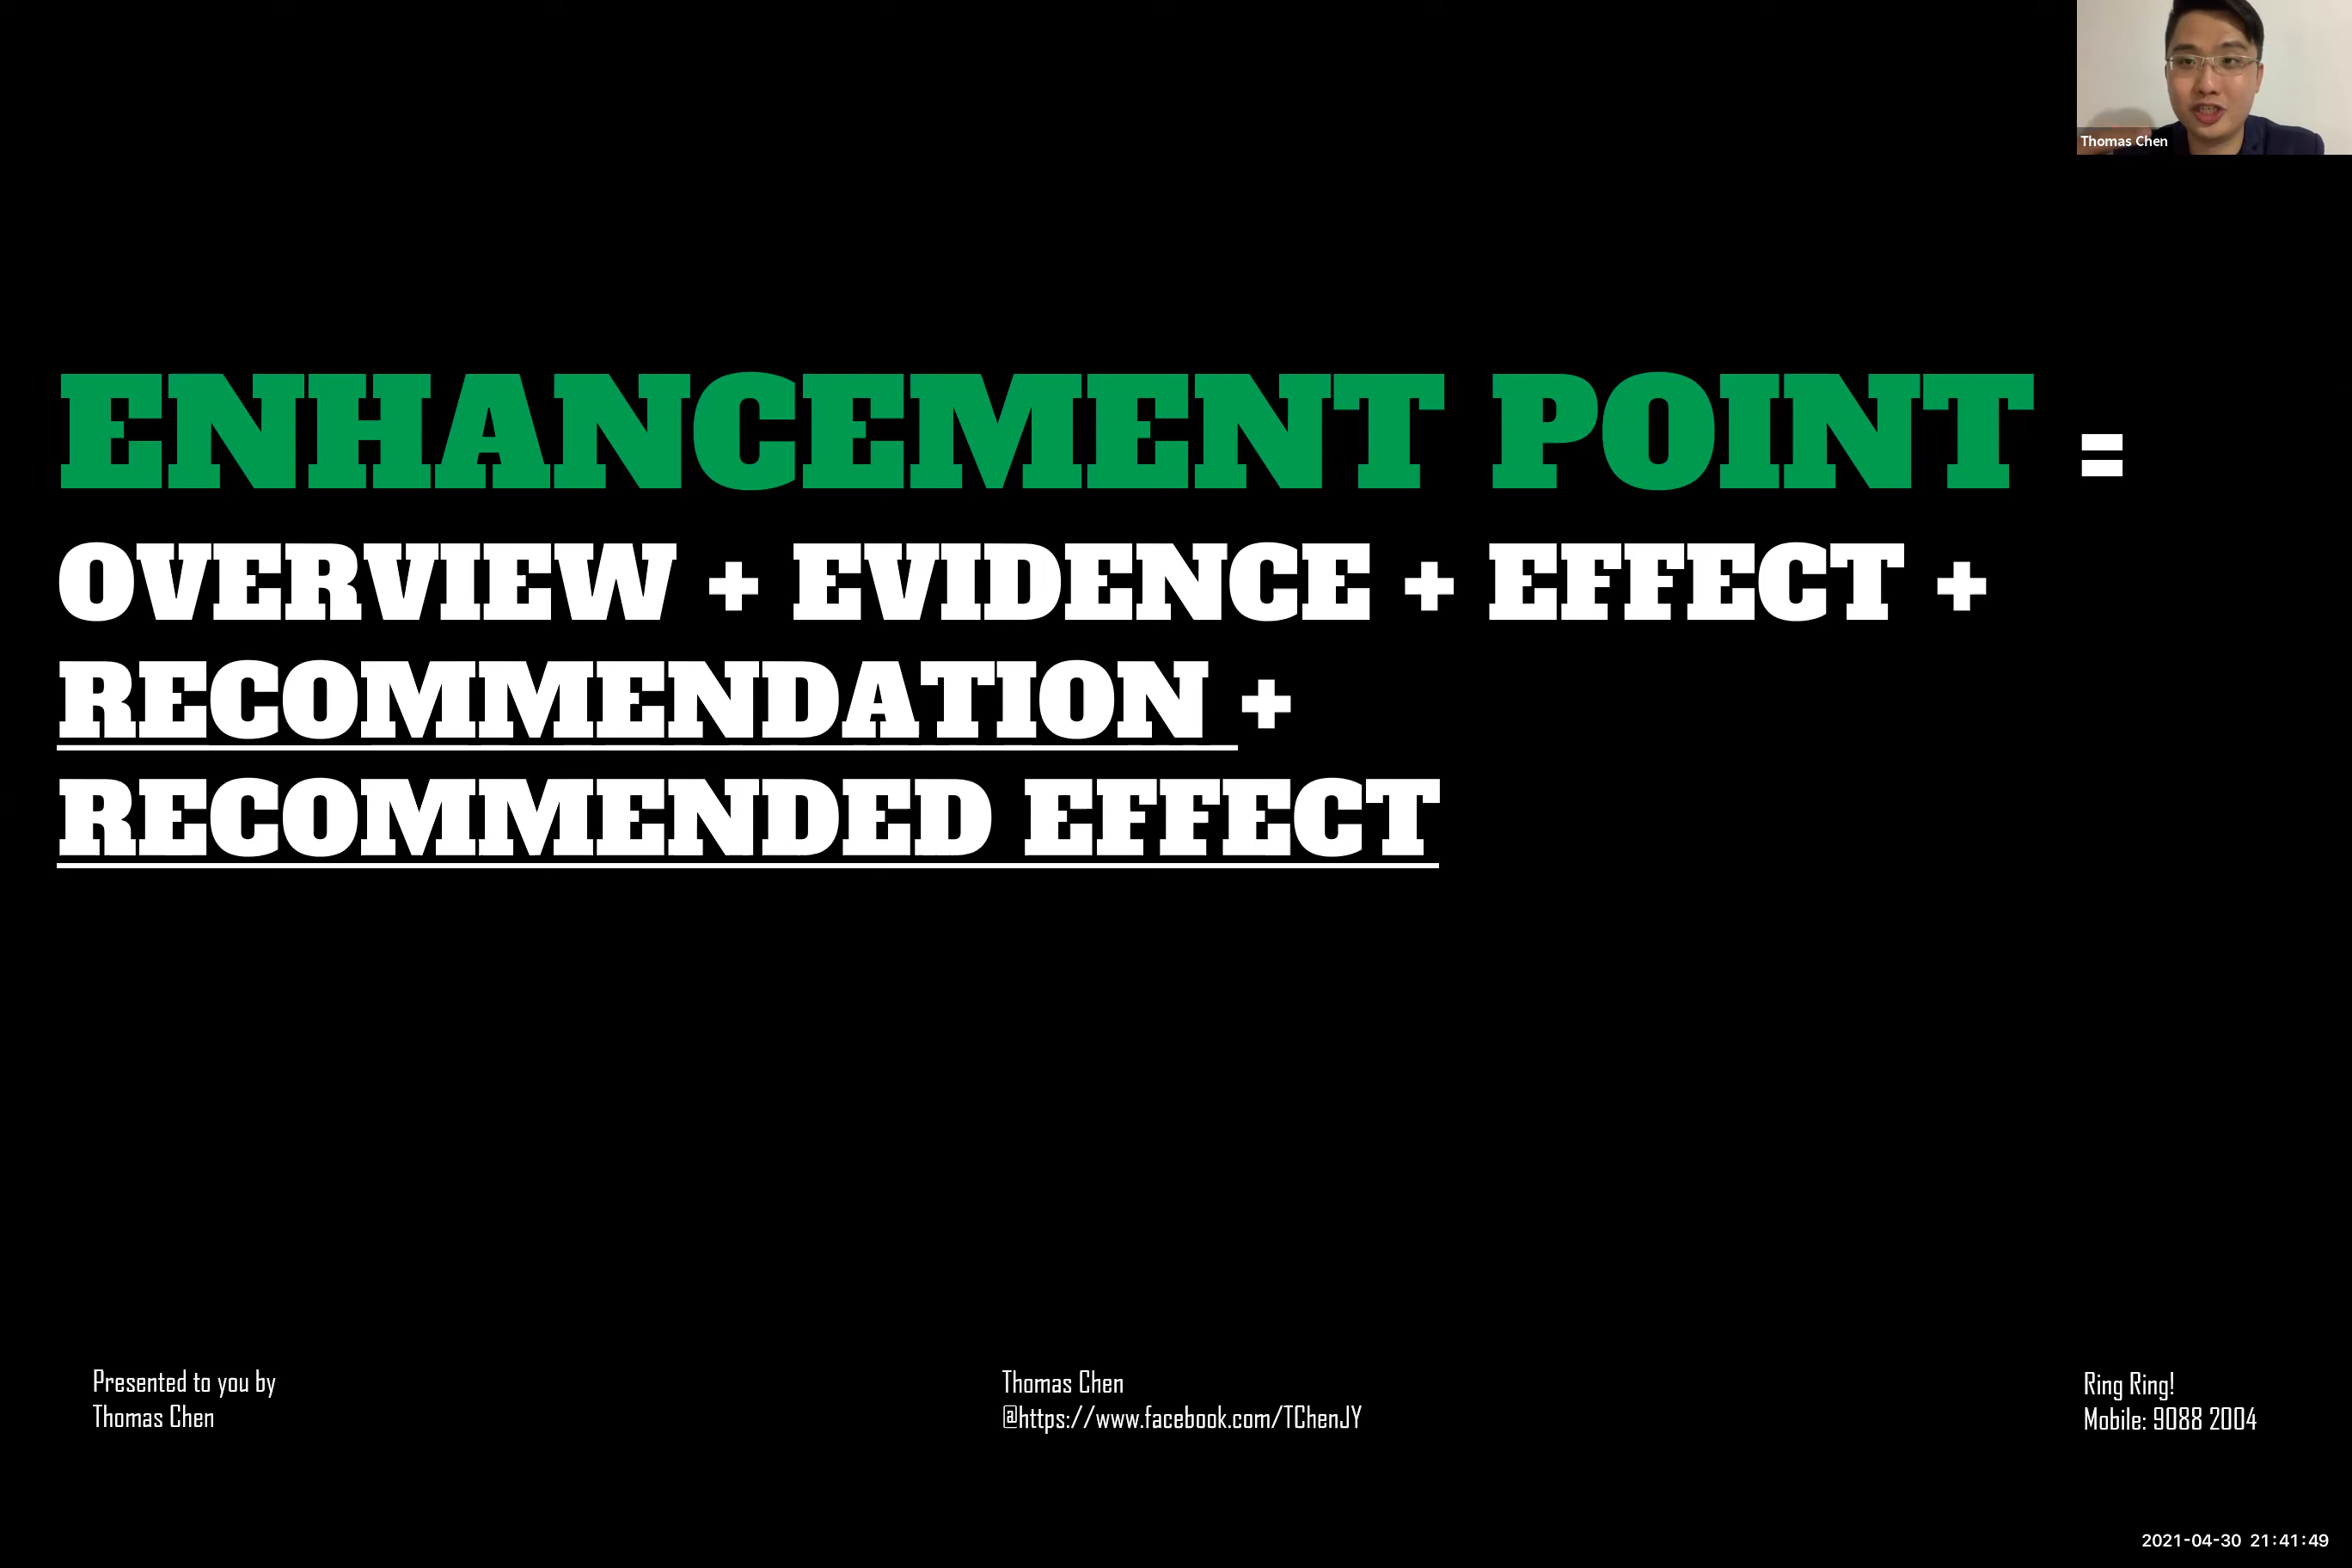 Thomas Chen
ENHANCEMENT POINT =
OVERVIEW + EVIDENCE + EFFECT +
RECOMMENDATION +
RECOMMENDED EFFECT
Presented to you by
Thomas Chen
Thomas Chen
@https://www.facebook.com/TChenJY
Ring Ring!
Mobile: 9088 2004
2021-04-30 21:41:49